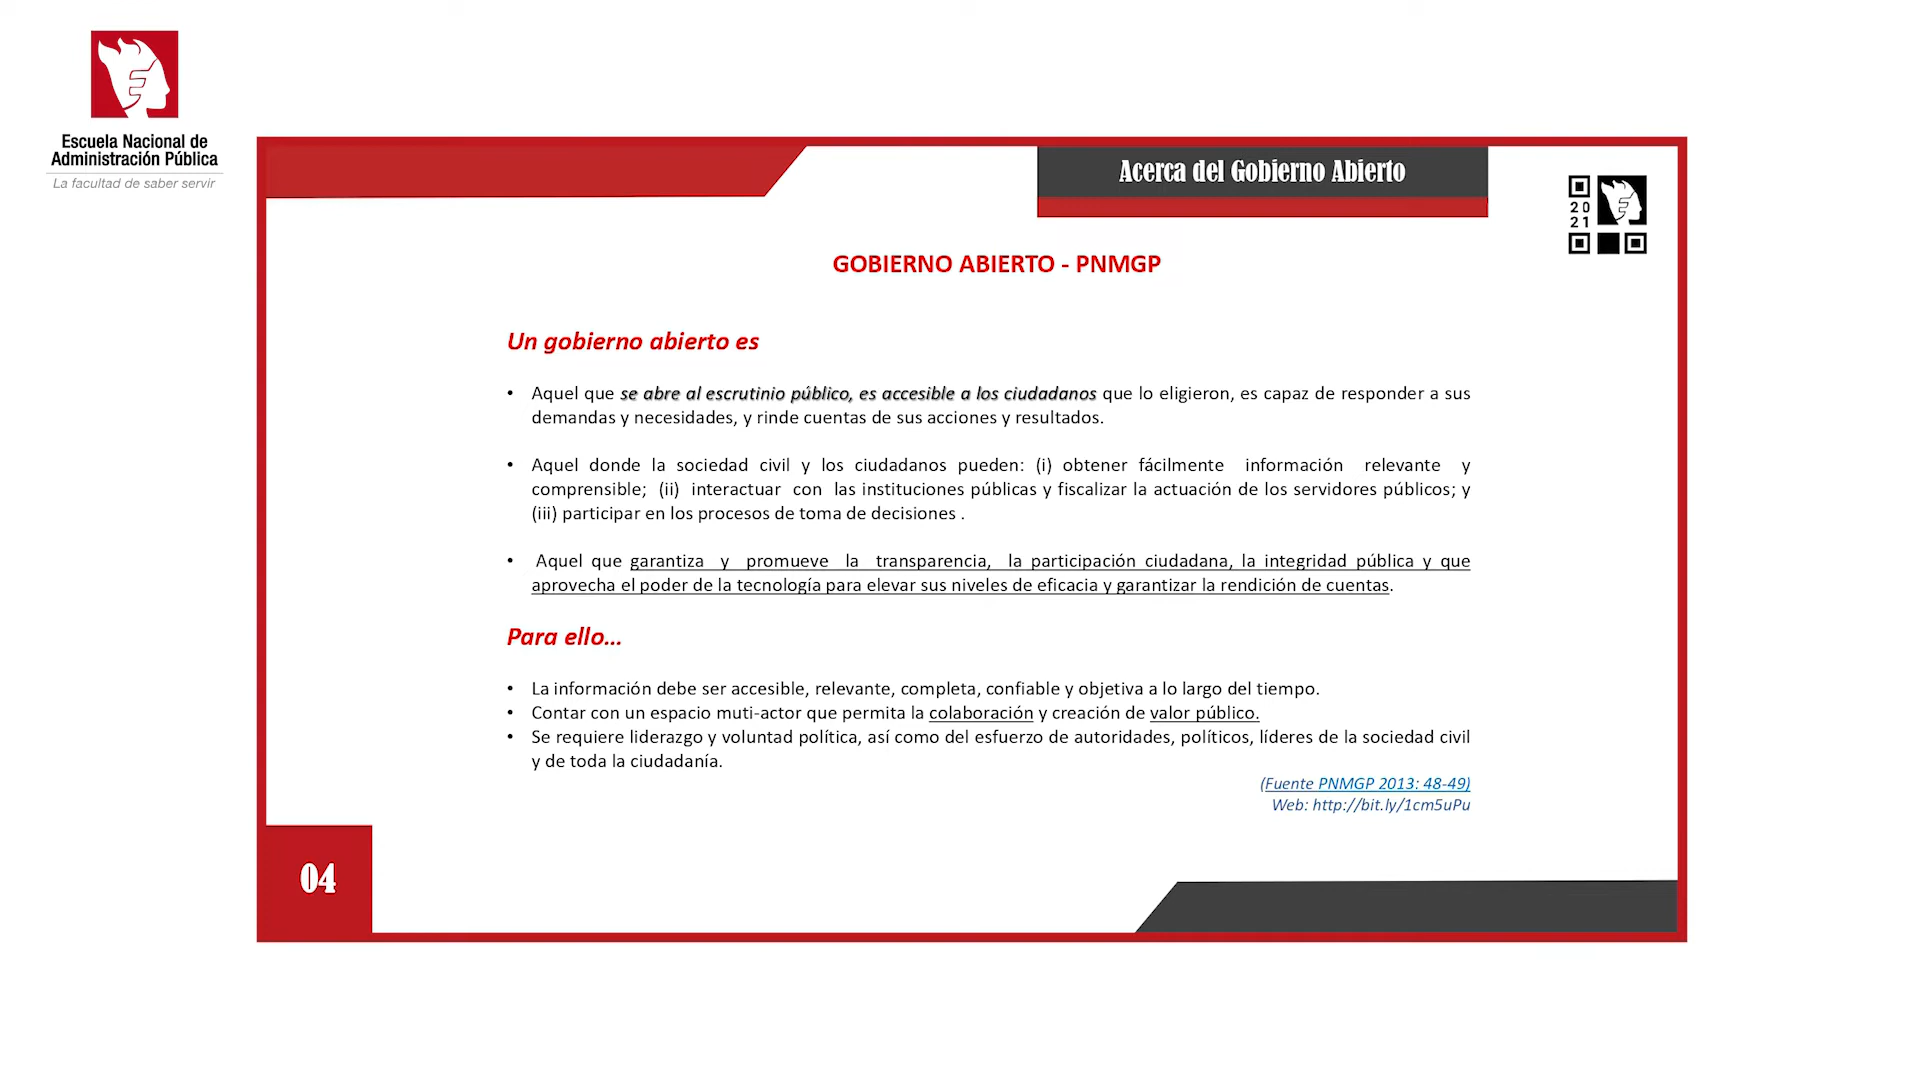 Escuela Nacional de
Administración Pública
La facultad de saber servir
Acerca del Gobierno Abierto
20
21
GOBIERNO ABIERTO - PNMGP
Un gobierno abierto es
• Aquel que se abre al escrutinio público, es accesible a los ciudadanos que lo eligieron, es capaz de responder a sus
demandas y necesidades, y rinde cuentas de sus acciones y resultados.
• Aquel donde la sociedad civil y los ciudadanos pueden: (i) obtener fácilmente información relevante y
comprensible; (ii) interactuar con las instituciones públicas y fiscalizar la actuación de los servidores públicos; y
(iii) participar en los procesos de toma de decisiones .
• Aquel que garantiza y promueve la transparencia, la participación ciudadana, la integridad pública y que
aprovecha el poder de la tecnología para elevar sus niveles de eficacia y garantizar la rendición de cuentas.
Para ello...
• La información debe ser accesible, relevante, completa, confiable y objetiva a lo largo del tiempo.
• Contar con un espacio muti-actor que permita la colaboración y creación de valor público.
• Se requiere liderazgo y voluntad política, así como del esfuerzo de autoridades, políticos, líderes de la sociedad civil
y de toda la ciudadanía.
(Fuente PNMGP 2013: 48-49)
Web: http://bit.ly/1cm5uPu
04